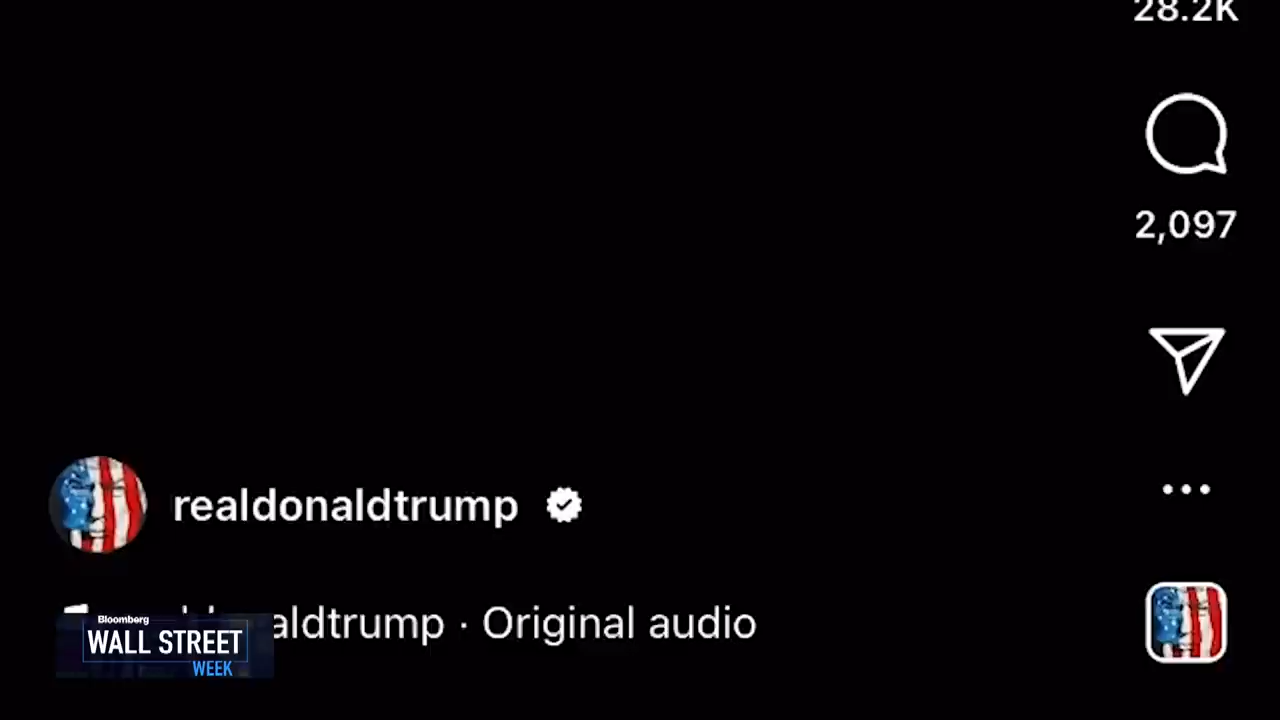 28.2K
2,097
realdonaldtrump
aldtrump · Original audio
Bloomberg
WALL STREET
WEEK